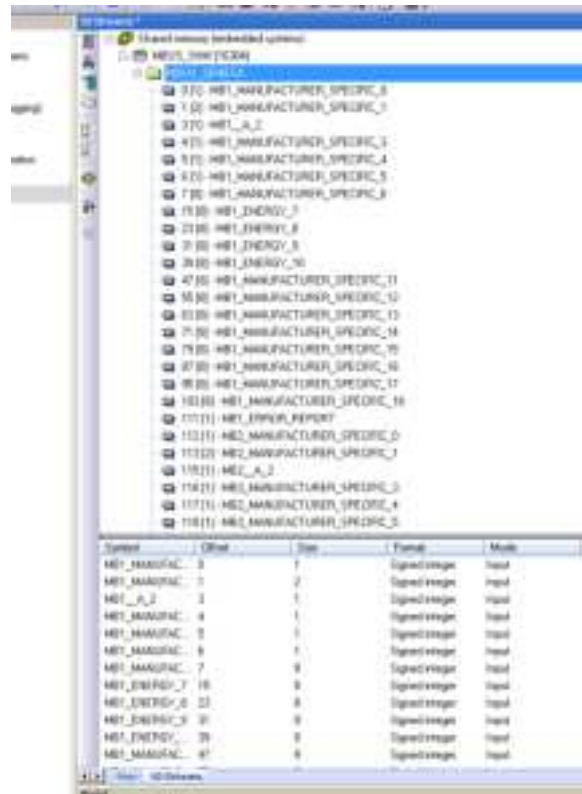 Shared memory (embedded systems)
0 [1] - MB1_MANUFACTURER_SPECIFIC_0
1 [2] - MB1_MANUFACTURER_SPECIFIC_1
3 [1] - MB1__A_2
4 [1] - MB1_MANUFACTURER_SPECIFIC_3
5 [1] - MB1_MANUFACTURER_SPECIFIC_4
6 [1] - MB1_MANUFACTURER_SPECIFIC_5
7 [8] - MB1_MANUFACTURER_SPECIFIC_6
15 [8] - MB1_ENERGY_7
23 [8] - MB1_ENERGY_8
31 [8] - MB1_ENERGY_9
39 [8] - MB1_ENERGY_10
47 [8] - MB1_MANUFACTURER_SPECIFIC_11
55 [8] - MB1_MANUFACTURER_SPECIFIC_12
63 [8] - MB1_MANUFACTURER_SPECIFIC_13
71 [8] - MB1_MANUFACTURER_SPECIFIC_14
79 [8] - MB1_MANUFACTURER_SPECIFIC_15
87 [8] - MB1_MANUFACTURER_SPECIFIC_16
95 [8] - MB1_MANUFACTURER_SPECIFIC_17
103 [8] - MB1_MANUFACTURER_SPECIFIC_18
111 [1] - MB1_ERROR_REPORT
112 [1] - MB2_MANUFACTURER_SPECIFIC_0
113 [2] - MB2_MANUFACTURER_SPECIFIC_1
115 [1] - MB2__A_2
116 [1] - MB2_MANUFACTURER_SPECIFIC_3
117 [1] - MB2_MANUFACTURER_SPECIFIC_4
118 [1] - MB2_MANUFACTURER_SPECIFIC_5
Symbol Offset Size Format Mode
MB1_MANUFAC... 0 1 Signed integer Input
MB1_MANUFAC... 1 2 Signed integer Input
MB1__A_2 3 1 Signed integer Input
MB1_MANUFAC... 4 1 Signed integer Input
MB1_MANUFAC... 5 1 Signed integer Input
MB1_MANUFAC... 6 1 Signed integer Input
MB1_MANUFAC... 7 8 Signed integer Input
MB1_ENERGY_7 15 8 Signed integer Input
MB1_ENERGY_8 23 8 Signed integer Input
MB1_ENERGY_9 31 8 Signed integer Input
MB1_ENERGY_... 39 8 Signed integer Input
MB1_MANUFAC... 47 8 Signed integer Input